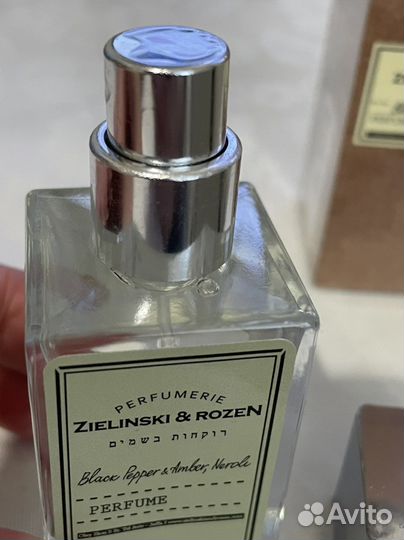 PERFUMERIE
ZIELINSKI & ROZEN
רוקחות בשמים
Black Pepper & Amber, Neroli
PERFUME
Avito